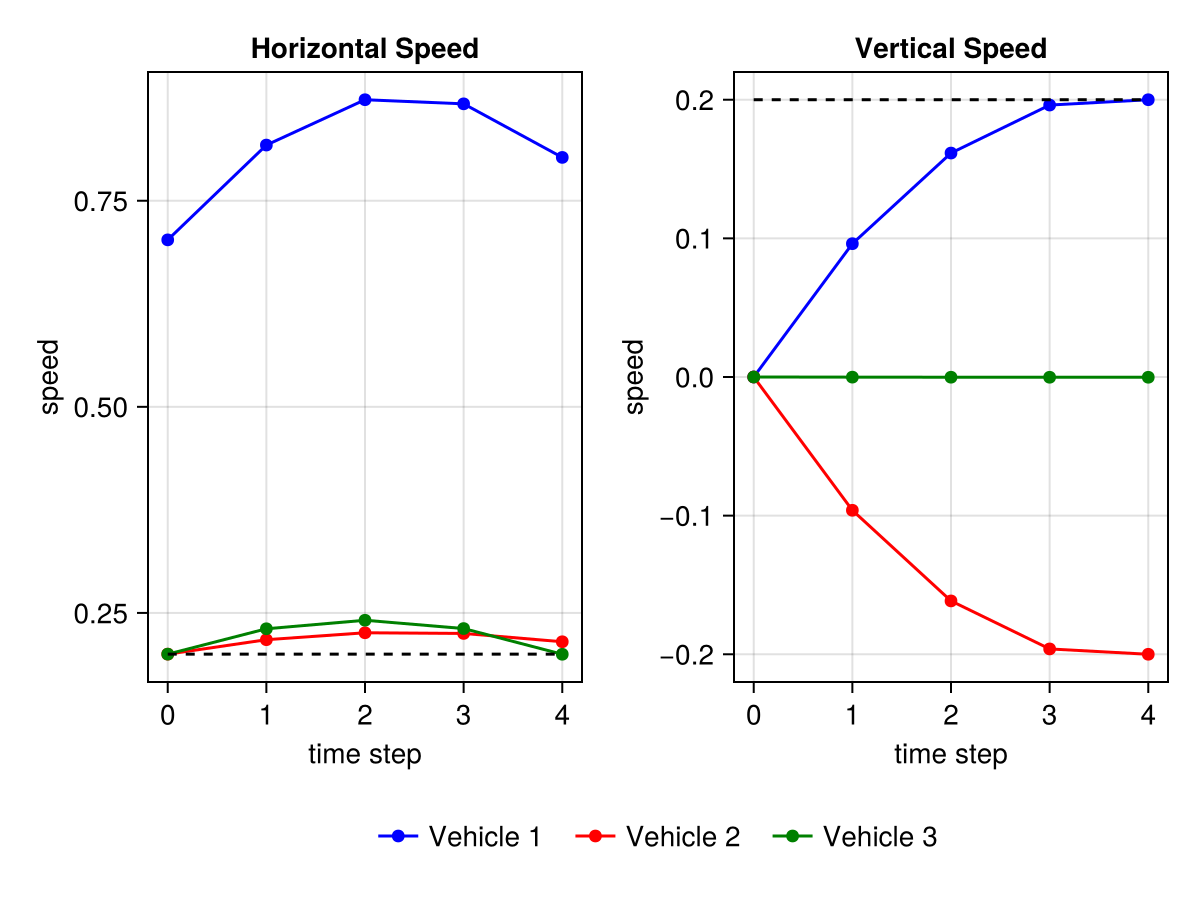 Horizontal Speed
speed
0.75
0.50
0.25
0 1 2 3 4
time step
Vertical Speed
speed
0.2
0.1
0.0
−0.1
−0.2
0 1 2 3 4
time step
Vehicle 1 Vehicle 2 Vehicle 3